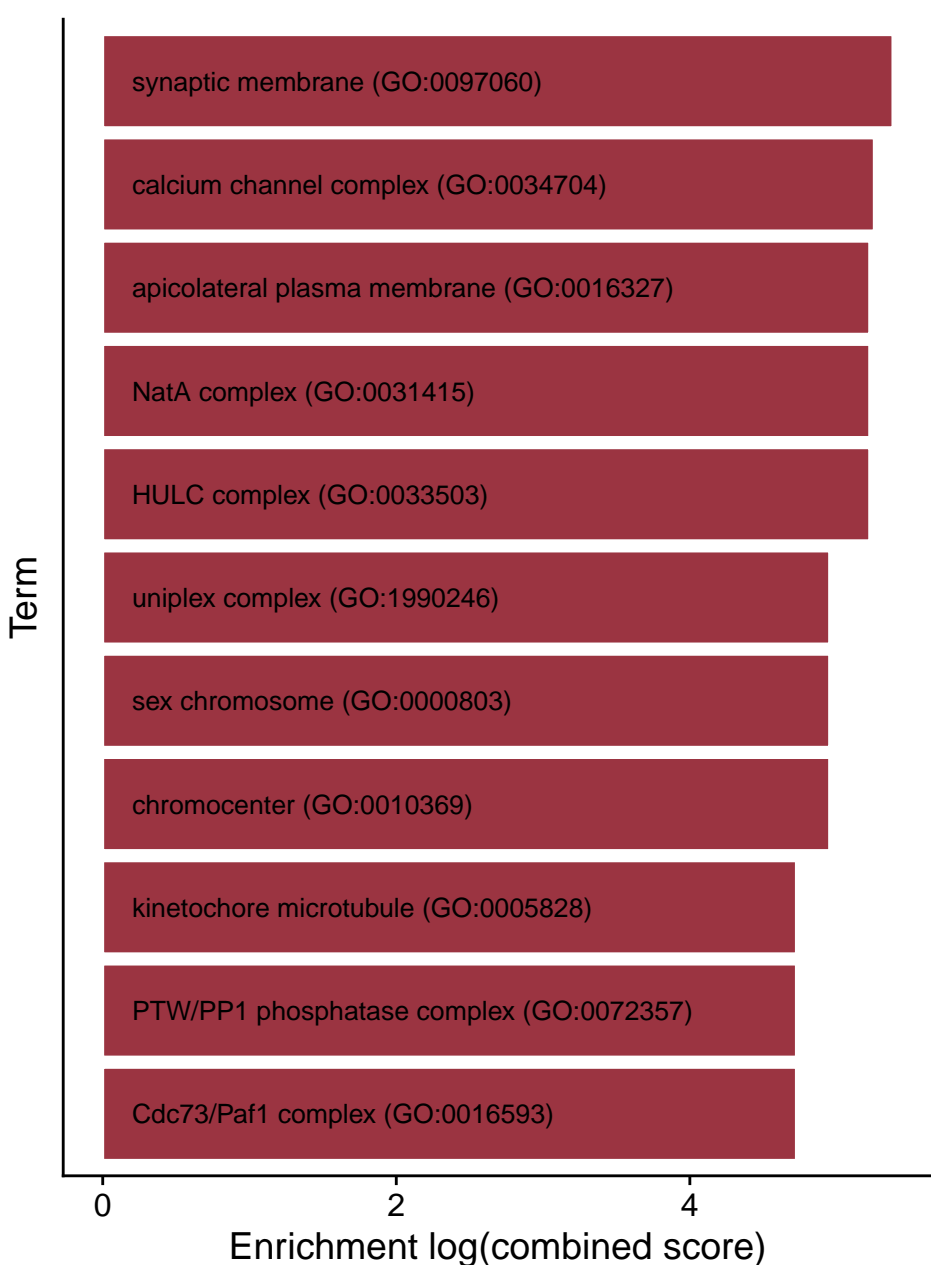 synaptic membrane (GO:0097060)
calcium channel complex (GO:0034704)
apicolateral plasma membrane (GO:0016327)
NatA complex (GO:0031415)
HULC complex (GO:0033503)
uniplex complex (GO:1990246)
sex chromosome (GO:0000803)
chromocenter (GO:0010369)
kinetochore microtubule (GO:0005828)
PTW/PP1 phosphatase complex (GO:0072357)
Cdc73/Paf1 complex (GO:0016593)
Term
0 2 4
Enrichment log(combined score)